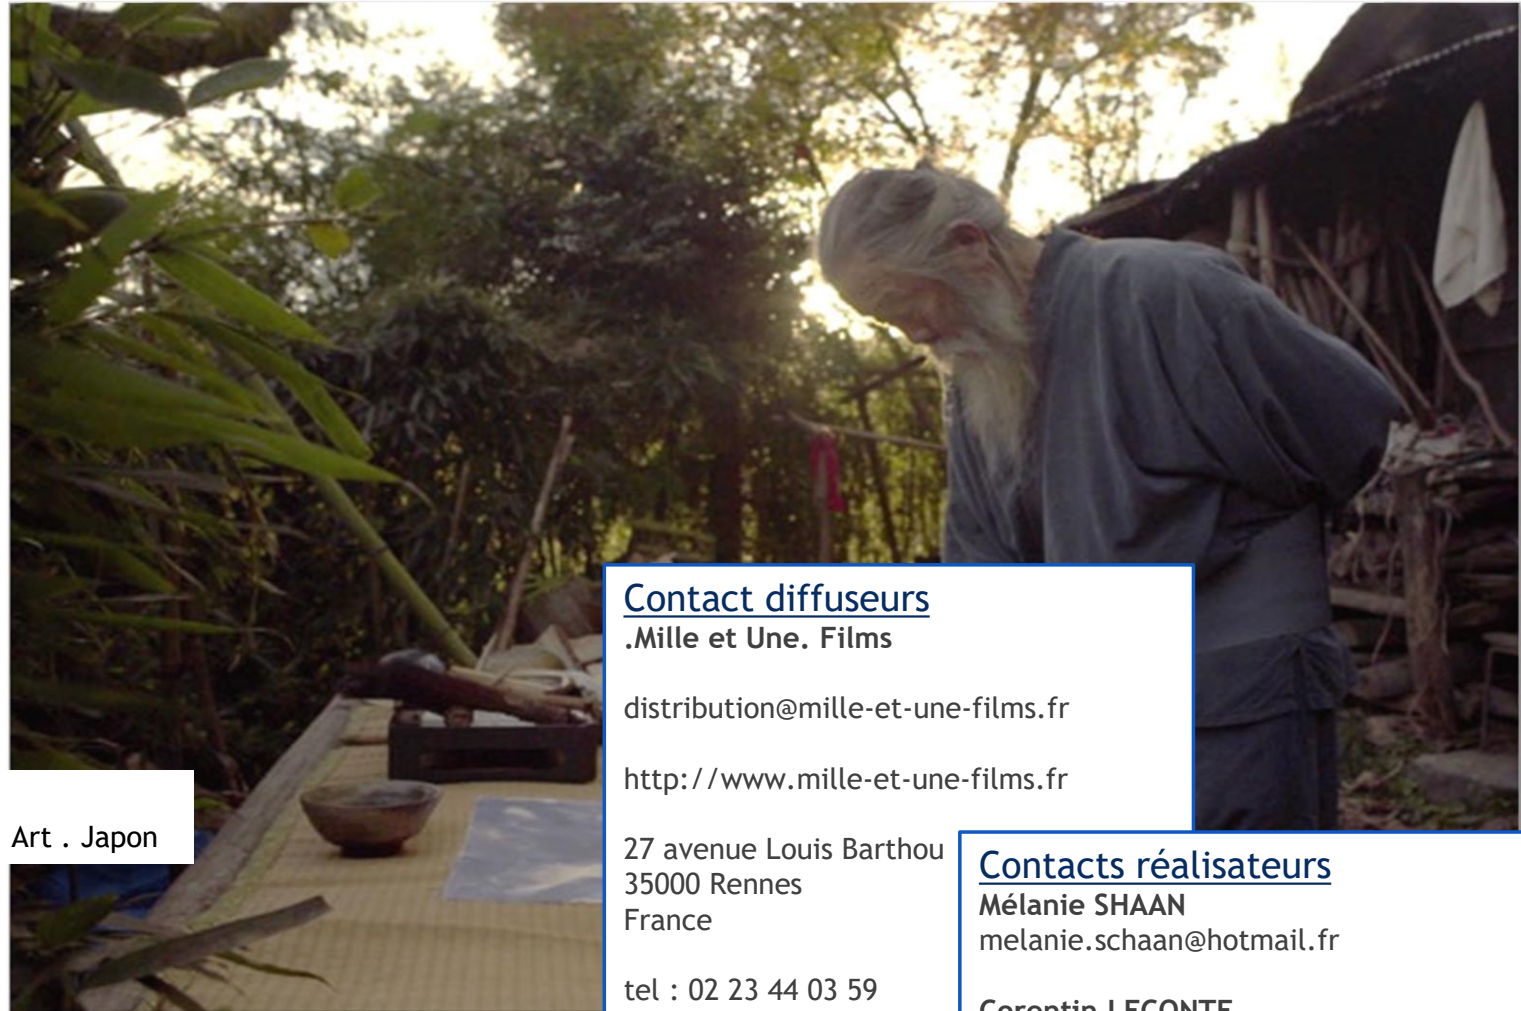 Contact diffuseurs
.Mille et Une. Films
distribution@mille-et-une-films.fr
http://www.mille-et-une-films.fr
27 avenue Louis Barthou
35000 Rennes
France
tel : 02 23 44 03 59
Art . Japon
Contacts réalisateurs
Mélanie SHAAN
melanie.schaan@hotmail.fr
Corentin LECONTE